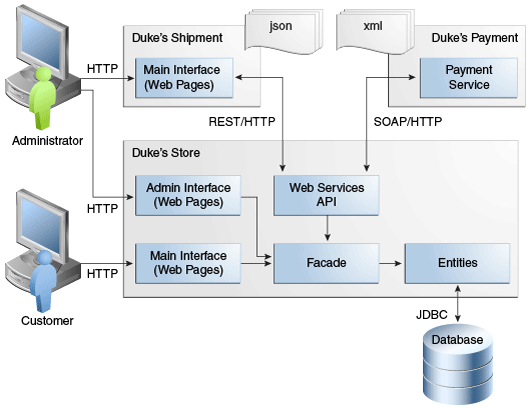 Duke's Shipment
json
xml
Duke's Payment
HTTP
Main Interface
(Web Pages)
Payment
Service
REST/HTTP
SOAP/HTTP
Administrator
Duke's Store
HTTP
Admin Interface
(Web Pages)
Web Services
API
HTTP
Main Interface
(Web Pages)
Facade
Entities
Customer
JDBC
Database